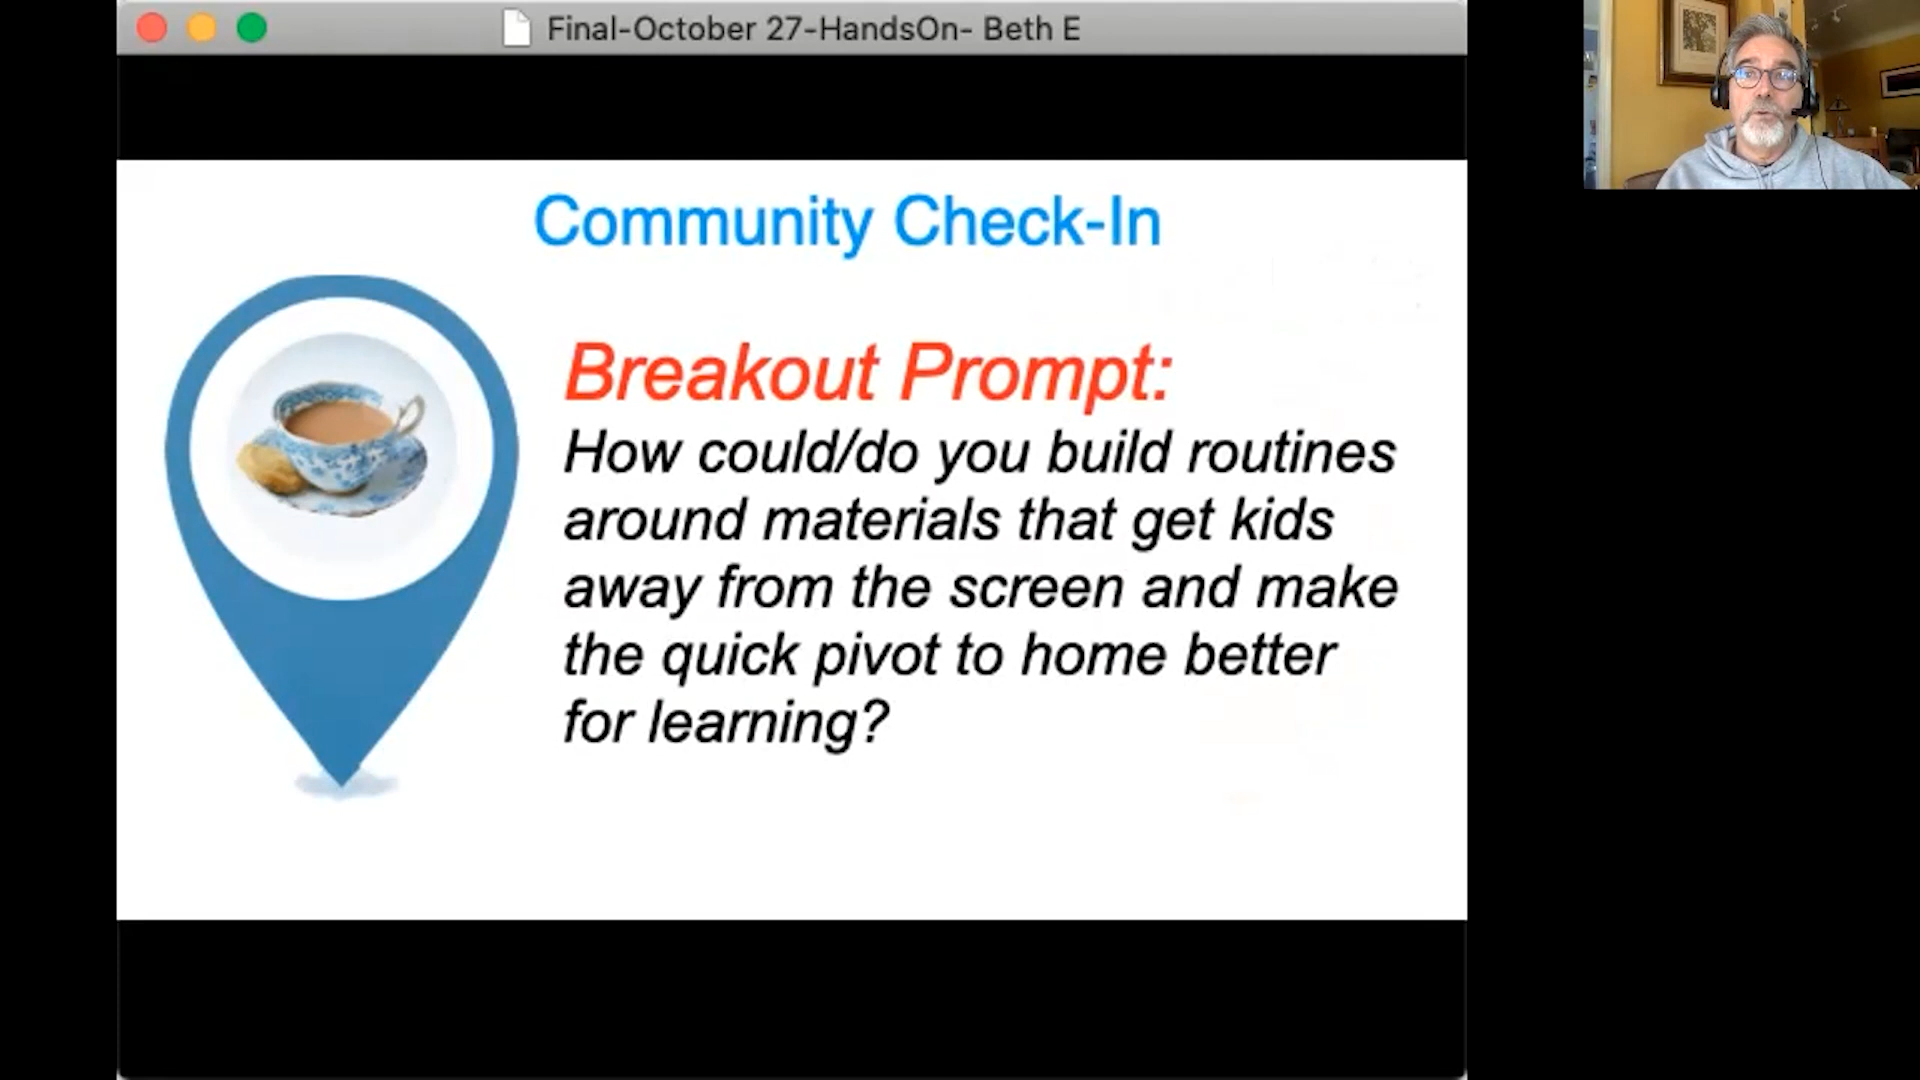 Final-October 27-HandsOn- Beth E
Community Check-In
Breakout Prompt:
How could/do you build routines
around materials that get kids
away from the screen and make
the quick pivot to home better
for learning?